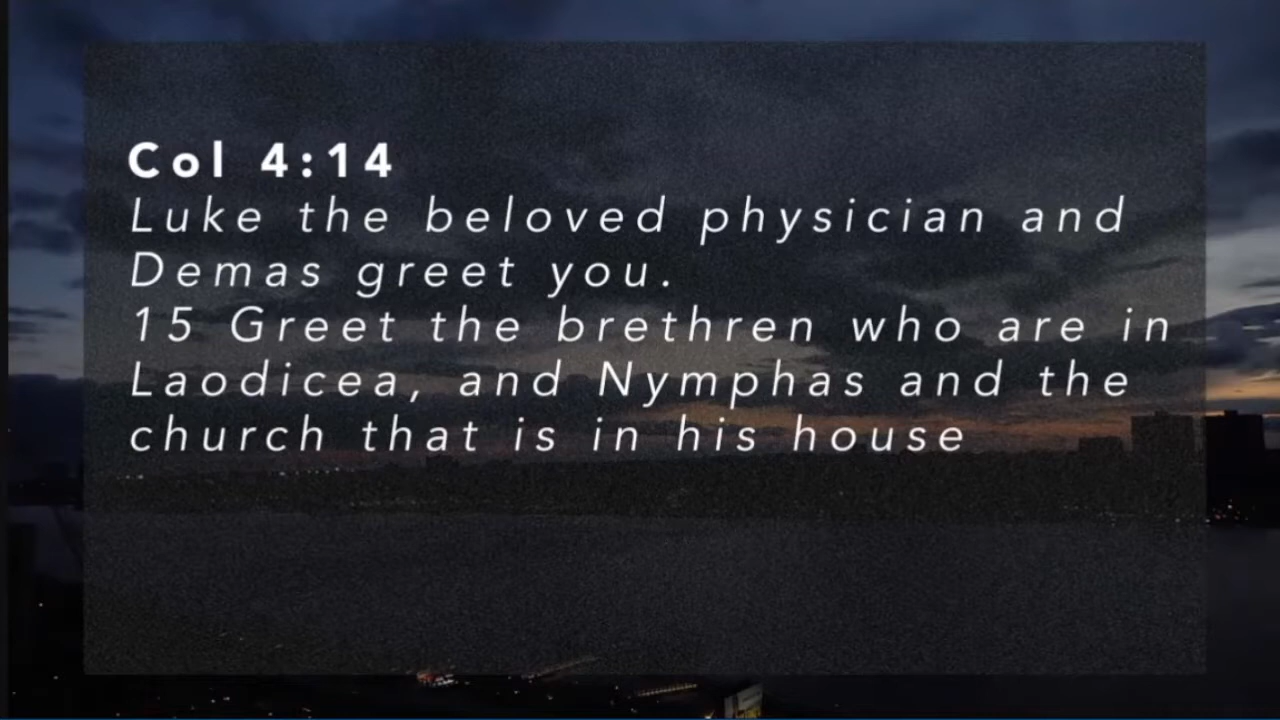 Col 4:14
Luke the beloved physician and
Demas greet you.
15 Greet the brethren who are in
Laodicea, and Nymphas and the
church that is in his house